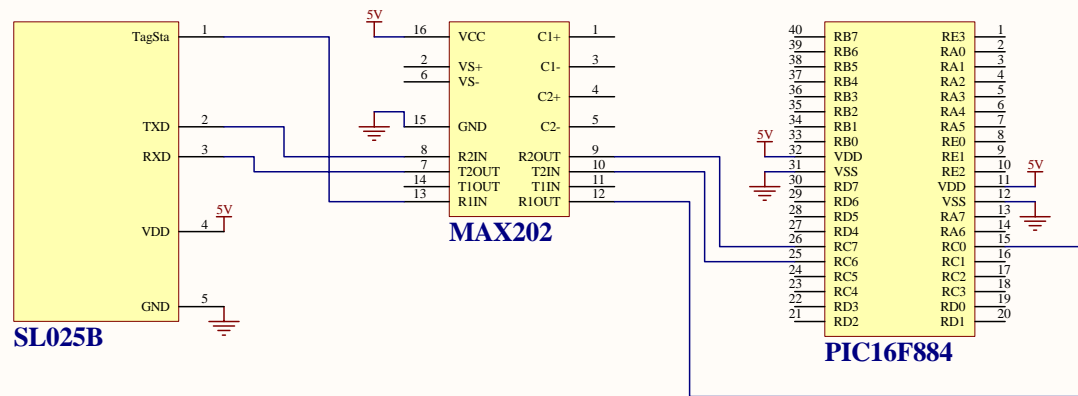 5V
TagSta 1
TXD 2
RXD 3
VDD 4
5V
GND 5
SL025B
16 VCC C1+ 1
2 VS+ C1- 3
6 VS-
C2+ 4
15 GND C2- 5
8 R2IN R2OUT 9
7 T2OUT T2IN 10
14 T1OUT T1IN 11
13 R1IN R1OUT 12
MAX202
40 RB7 RE3 1
39 RB6 RA0 2
38 RB5 RA1 3
37 RB4 RA2 4
36 RB3 RA3 5
35 RB2 RA4 6
34 RB1 RA5 7
33 RB0 RE0 8
5V
32 VDD RE1 9
31 VSS RE2 10
5V
30 RD7 VDD 11
29 RD6 VSS 12
28 RD5 RA7 13
27 RD4 RA6 14
26 RC7 RC0 15
25 RC6 RC1 16
24 RC5 RC2 17
23 RC4 RC3 18
22 RD3 RD0 19
21 RD2 RD1 20
PIC16F884